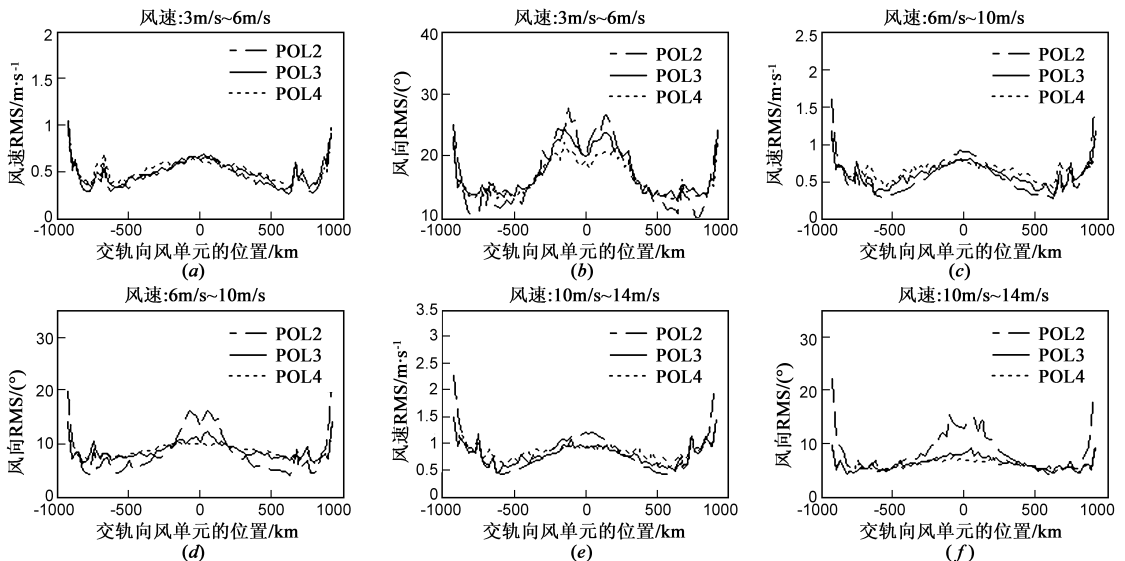 风速:3m/s~6m/s
2
1.5
1
0.5
0
风速RMS/m·s⁻¹
POL2
POL3
POL4
-1000 -500 0 500 1000
交轨向风单元的位置/km
(a)
风速:3m/s~6m/s
40
30
20
10
风向RMS/(°)
POL2
POL3
POL4
-1000 -500 0 500 1000
交轨向风单元的位置/km
(b)
风速:6m/s~10m/s
2.5
2
1.5
1
0.5
0
风速RMS/m·s⁻¹
POL2
POL3
POL4
-1000 -500 0 500 1000
交轨向风单元的位置/km
(c)
风速:6m/s~10m/s
30
20
10
0
风向RMS/(°)
POL2
POL3
POL4
-1000 -500 0 500 1000
交轨向风单元的位置/km
(d)
风速:10m/s~14m/s
3.5
3
2.5
2
1.5
1
0.5
0
风速RMS/m·s⁻¹
POL2
POL3
POL4
-1000 -500 0 500 1000
交轨向风单元的位置/km
(e)
风速:10m/s~14m/s
30
20
10
0
风向RMS/(°)
POL2
POL3
POL4
-1000 -500 0 500 1000
交轨向风单元的位置/km
(f)